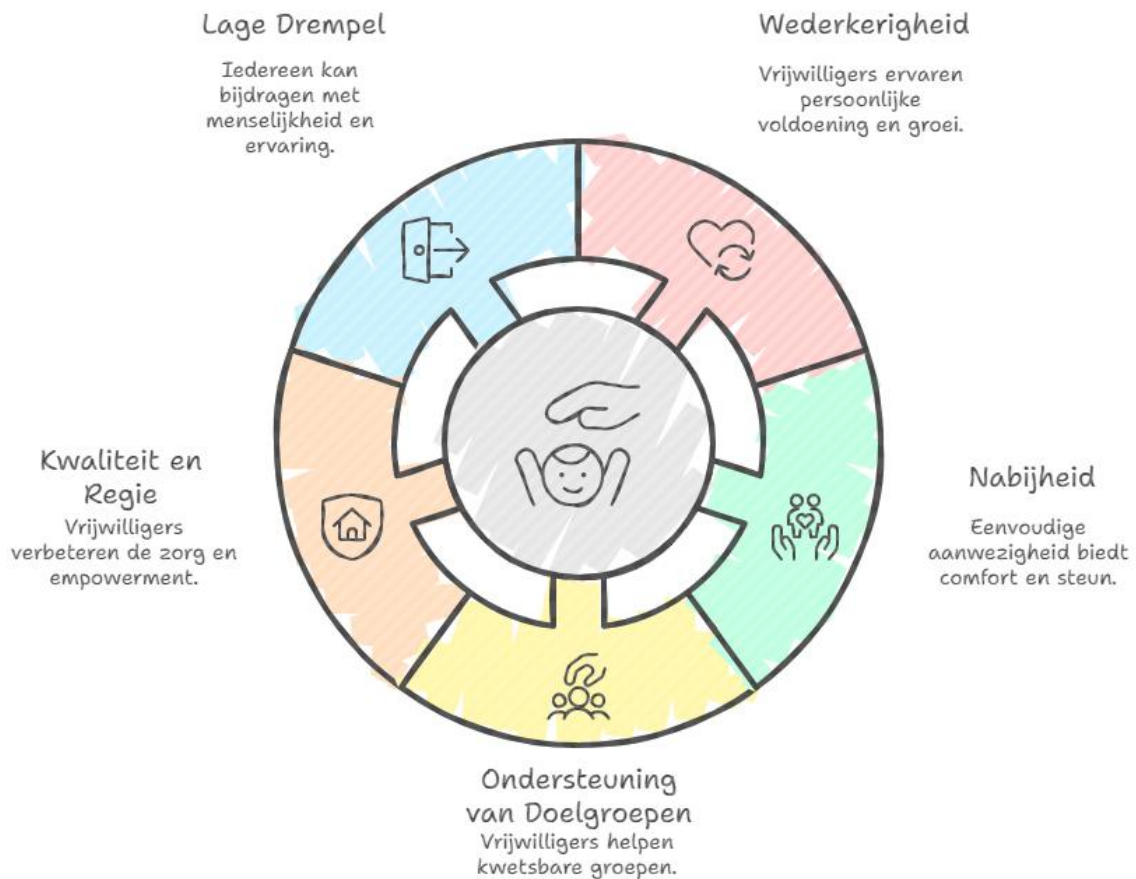 Lage Drempel
Iedereen kan
bijdragen met
menselijkheid en
ervaring.
Wederkerigheid
Vrijwilligers ervaren
persoonlijke
voldoening en groei.
Kwaliteit en
Regie
Vrijwilligers
verbeteren de zorg en
empowerment.
Nabijheid
Eenvoudige
aanwezigheid biedt
comfort en steun.
Ondersteuning
van Doelgroepen
Vrijwilligers helpen
kwetsbare groepen.